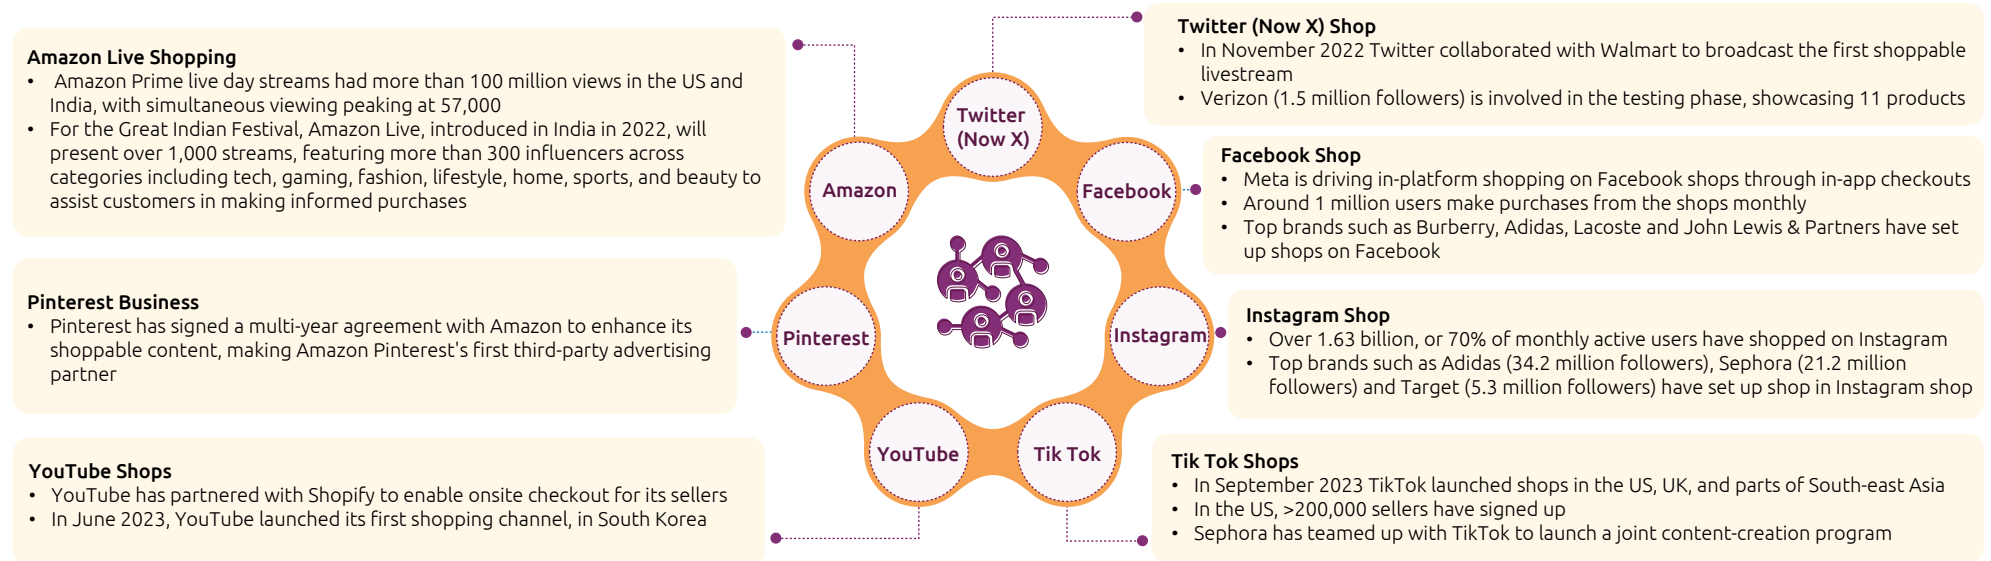 Amazon Live Shopping
• Amazon Prime live day streams had more than 100 million views in the US and
India, with simultaneous viewing peaking at 57,000
• For the Great Indian Festival, Amazon Live, introduced in India in 2022, will
present over 1,000 streams, featuring more than 300 influencers across
categories including tech, gaming, fashion, lifestyle, home, sports, and beauty to
assist customers in making informed purchases
Pinterest Business
• Pinterest has signed a multi-year agreement with Amazon to enhance its
shoppable content, making Amazon Pinterest's first third-party advertising
partner
YouTube Shops
• YouTube has partnered with Shopify to enable onsite checkout for its sellers
• In June 2023, YouTube launched its first shopping channel, in South Korea
Twitter
(Now X)
Amazon
Facebook
Pinterest
Instagram
YouTube
Tik Tok
Twitter (Now X) Shop
• In November 2022 Twitter collaborated with Walmart to broadcast the first shoppable
livestream
• Verizon (1.5 million followers) is involved in the testing phase, showcasing 11 products
Facebook Shop
• Meta is driving in-platform shopping on Facebook shops through in-app checkouts
• Around 1 million users make purchases from the shops monthly
• Top brands such as Burberry, Adidas, Lacoste and John Lewis & Partners have set
up shops on Facebook
Instagram Shop
• Over 1.63 billion, or 70% of monthly active users have shopped on Instagram
• Top brands such as Adidas (34.2 million followers), Sephora (21.2 million
followers) and Target (5.3 million followers) have set up shop in Instagram shop
Tik Tok Shops
• In September 2023 TikTok launched shops in the US, UK, and parts of South-east Asia
• In the US, >200,000 sellers have signed up
• Sephora has teamed up with TikTok to launch a joint content-creation program